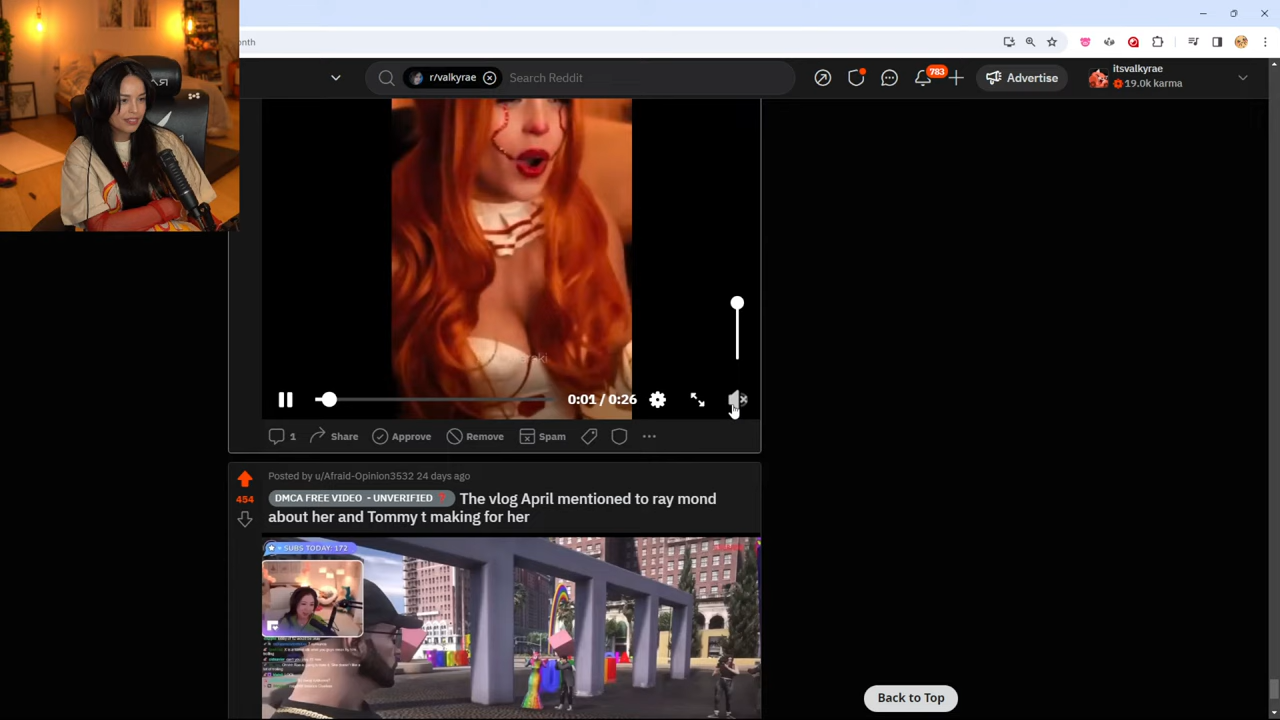 onth
r/valkyrae
Search Reddit
783
Advertise
itsvalkyrae
19.0k karma
0:01 / 0:26
1
Share
Approve
Remove
Spam
Posted by u/Afraid-Opinion3532 24 days ago
454
DMCA FREE VIDEO - UNVERIFIED
The vlog April mentioned to ray mond
about her and Tommy t making for her
SUBS TODAY: 172
Back to Top